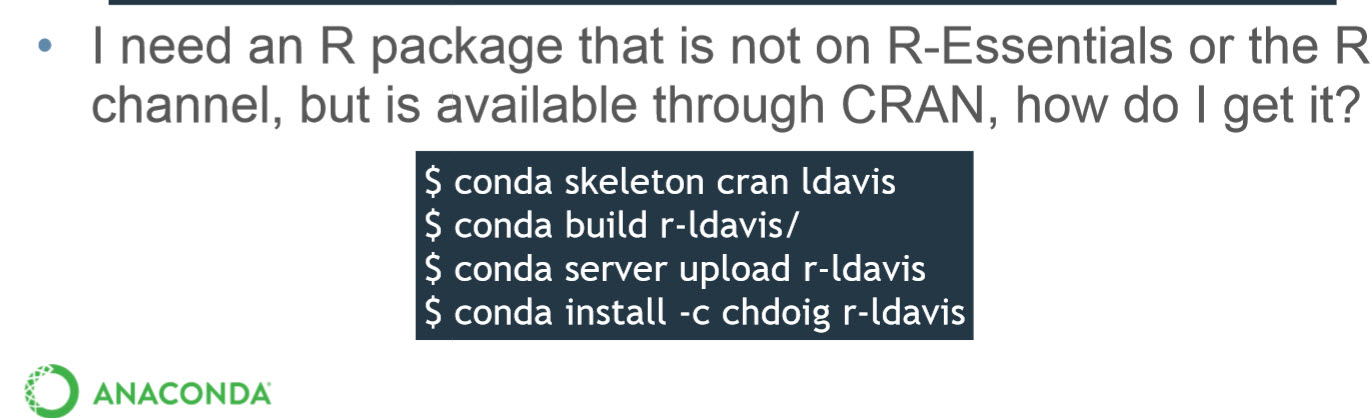 • I need an R package that is not on R-Essentials or the R
channel, but is available through CRAN, how do I get it?
$ conda skeleton cran ldavis
$ conda build r-ldavis/
$ conda server upload r-ldavis
$ conda install -c chdoig r-ldavis
ANACONDA